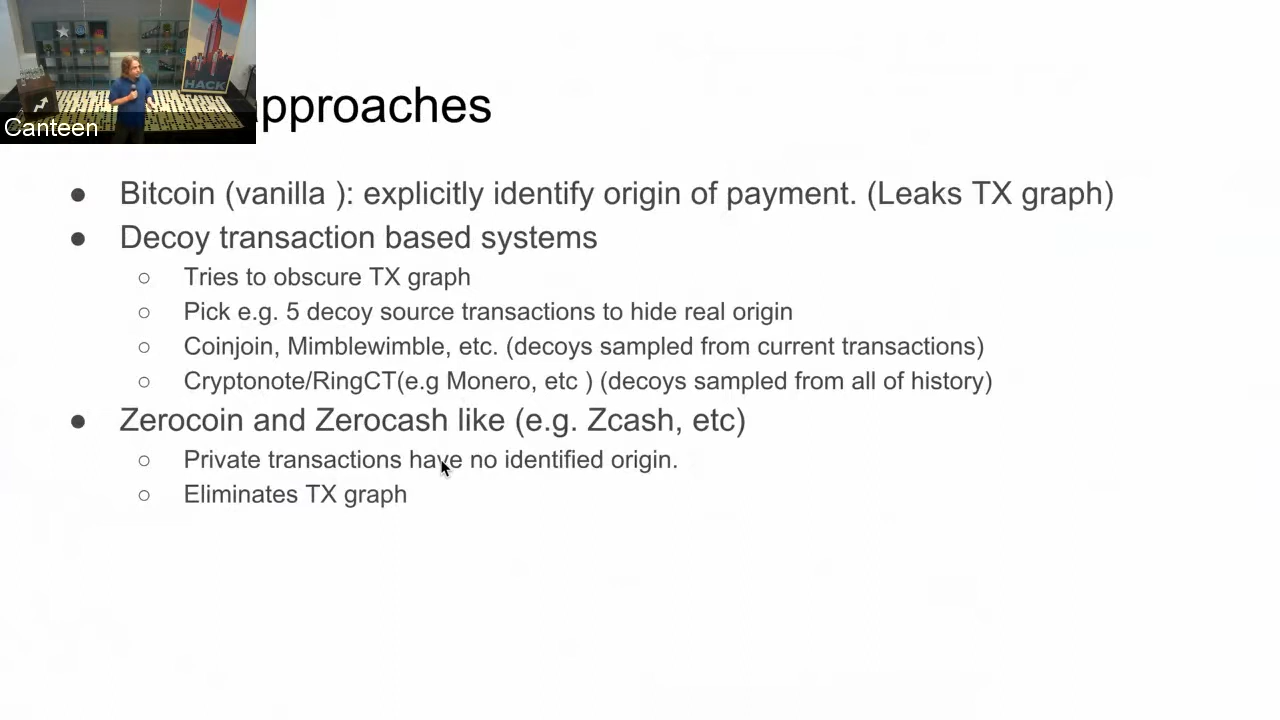 HACK
Canteen
pproaches
● Bitcoin (vanilla ): explicitly identify origin of payment. (Leaks TX graph)
● Decoy transaction based systems
○ Tries to obscure TX graph
○ Pick e.g. 5 decoy source transactions to hide real origin
○ Coinjoin, Mimblewimble, etc. (decoys sampled from current transactions)
○ Cryptonote/RingCT(e.g Monero, etc ) (decoys sampled from all of history)
● Zerocoin and Zerocash like (e.g. Zcash, etc)
○ Private transactions have no identified origin.
○ Eliminates TX graph